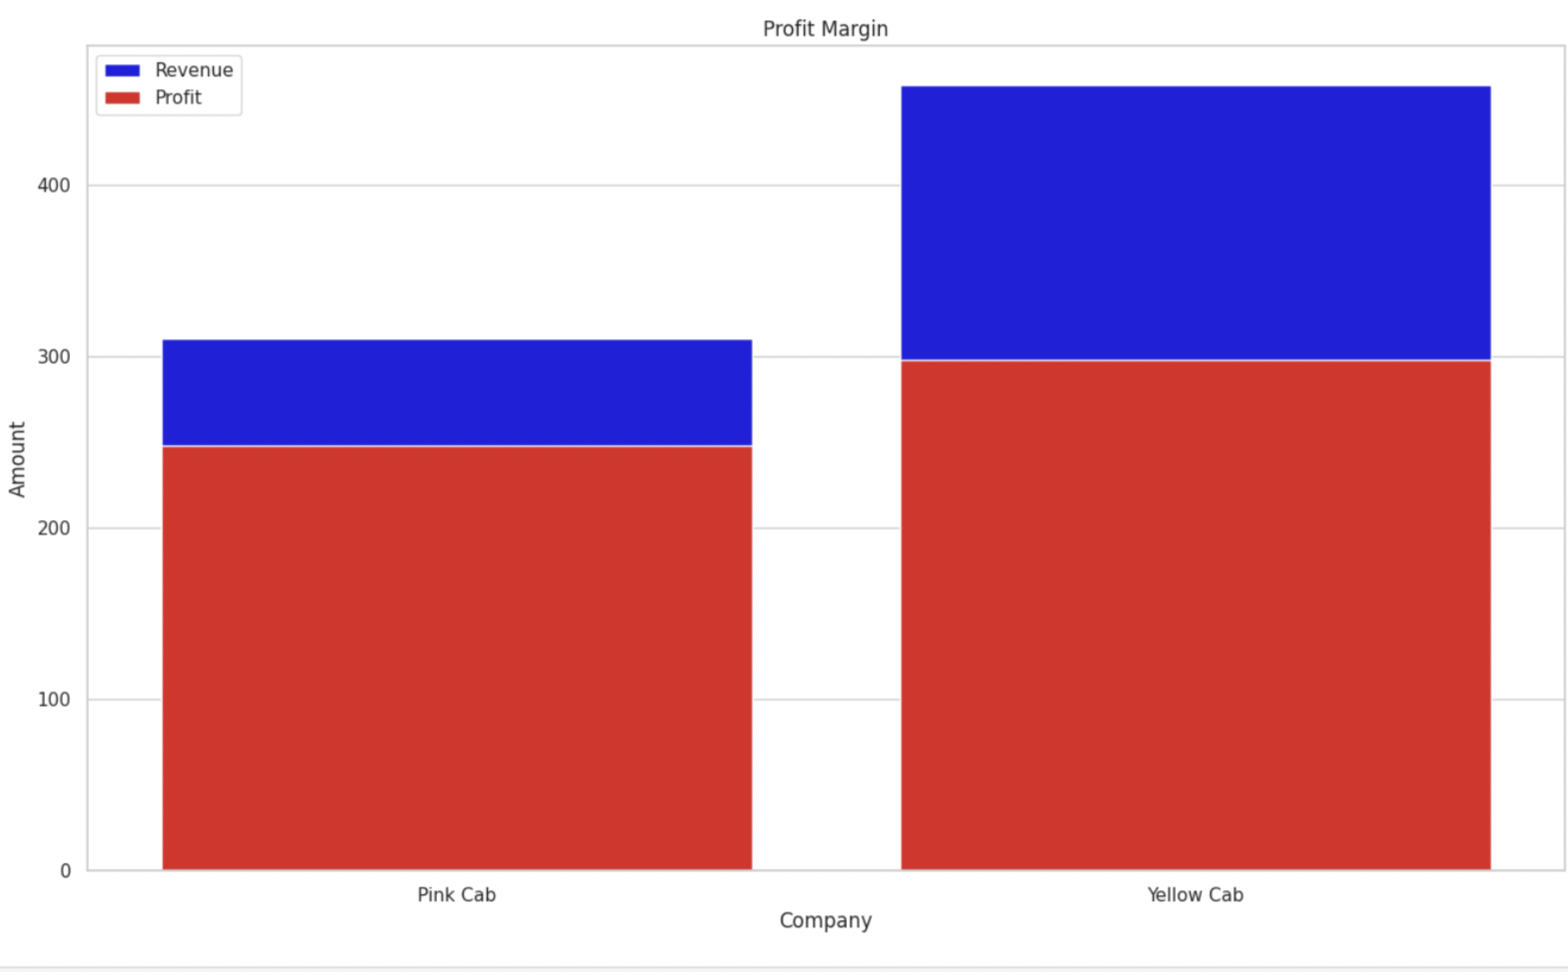 Profit Margin
Revenue
Profit
400
300
200
100
0
Amount
Pink Cab
Yellow Cab
Company